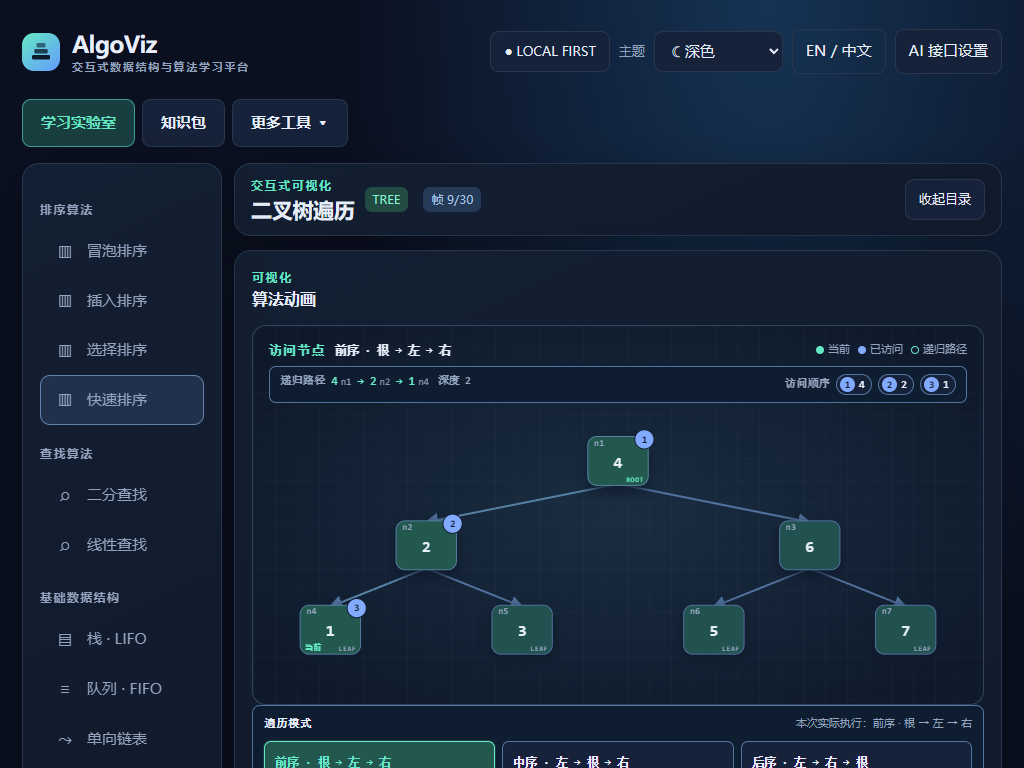 AlgoViz
交互式数据结构与算法学习平台
● LOCAL FIRST
主题
☾ 深色
EN / 中文
AI 接口设置
学习实验室
知识包
更多工具
排序算法
冒泡排序
插入排序
选择排序
快速排序
查找算法
二分查找
线性查找
基础数据结构
栈 · LIFO
队列 · FIFO
单向链表
交互式可视化
二叉树遍历
TREE
帧 9/30
收起目录
可视化
算法动画
访问节点 前序 · 根 → 左 → 右
当前 已访问 递归路径
递归路径 4 n1 → 2 n2 → 1 n4 深度 2
访问顺序 1 4 2 2 3 1
n1 1
4
ROOT
n2 2
2
n3
6
n4 3
1
当前 LEAF
n5
3
LEAF
n6
5
LEAF
n7
7
LEAF
遍历模式
本次实际执行：前序 · 根 → 左 → 右
前序 · 根 → 左 → 右
中序 · 左 → 根 → 右
后序 · 左 → 右 → 根